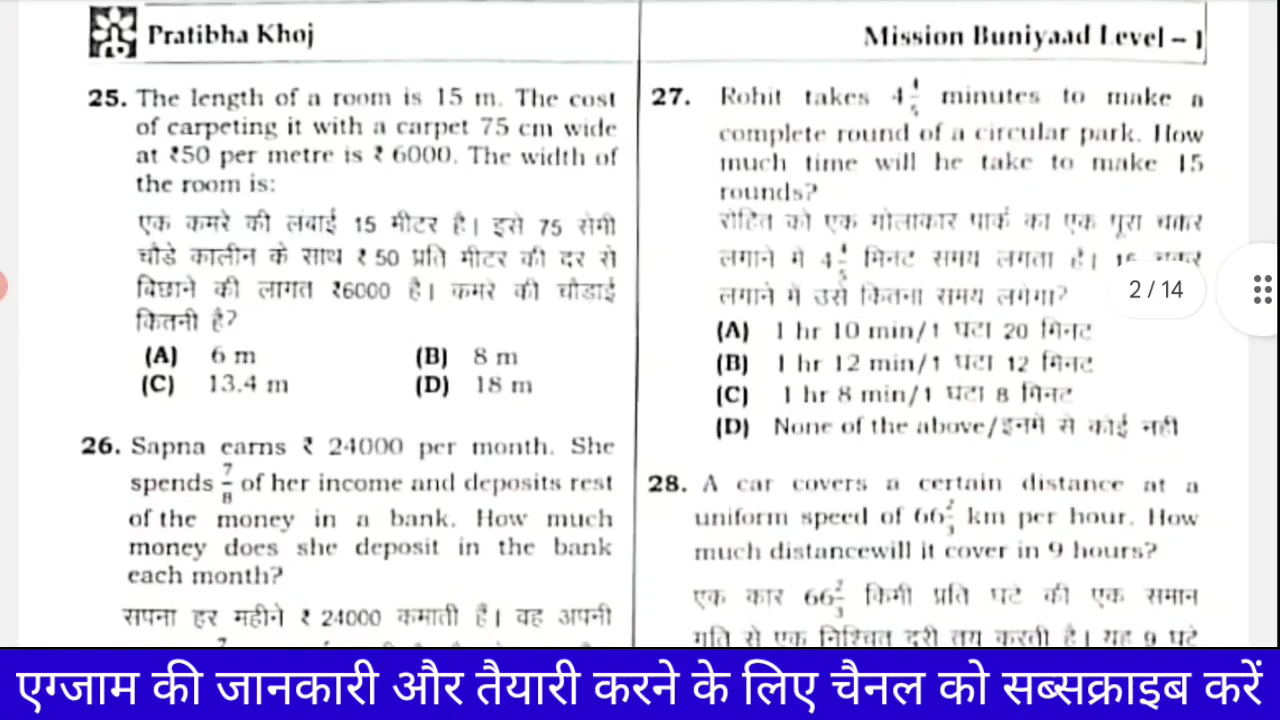 Pratibha Khoj
Mission Buniyaad Level - 1
25. The length of a room is 15 m. The cost
of carpeting it with a carpet 75 cm wide
at ₹50 per metre is ₹ 6000. The width of
the room is:
एक कमरे की लंबाई 15 मीटर है। इसे 75 सेमी
चौडे कालीन के साथ ₹ 50 प्रति मीटर की दर से
बिछाने की लागत ₹6000 है। कमरे की चौडाई
कितनी है?
(A) 6 m (B) 8 m
(C) 13.4 m (D) 18 m
26. Sapna earns ₹ 24000 per month. She
spends 7/8 of her income and deposits rest
of the money in a bank. How much
money does she deposit in the bank
each month?
सपना हर महीने ₹ 24000 कमाती है। वह अपनी
7
27. Rohit takes 4 4/5 minutes to make a
complete round of a circular park. How
much time will he take to make 15
rounds?
रोहित को एक गोलाकार पार्क का एक पूरा चक्कर
लगाने में 4 4/5 मिनट समय लगता है।
लगाने में उसे कितना समय लगेगा?
2 / 14
(A) 1 hr 10 min/1 घंटा 20 मिनट
(B) 1 hr 12 min/1 घंटा 12 मिनट
(C) 1 hr 8 min/1 घंटा 8 मिनट
(D) None of the above/इनमें से कोई नहीं
28. A car covers a certain distance at a
uniform speed of 66 2/3 km per hour. How
much distancewill it cover in 9 hours?
एक कार 66 2/3 किमी प्रति घंटे की एक समान
गति से एक निश्चित दूरी तय करती है। यह 9 घंटे
एग्जाम की जानकारी और तैयारी करने के लिए चैनल को सब्सक्राइब करें